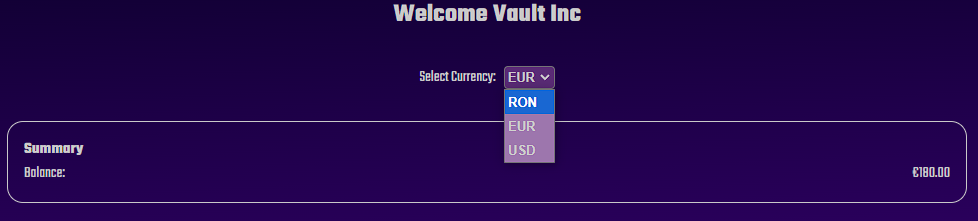 Welcome Vault Inc
Select Currency: EUR
RON
EUR
USD
Summary
Balance: €180.00